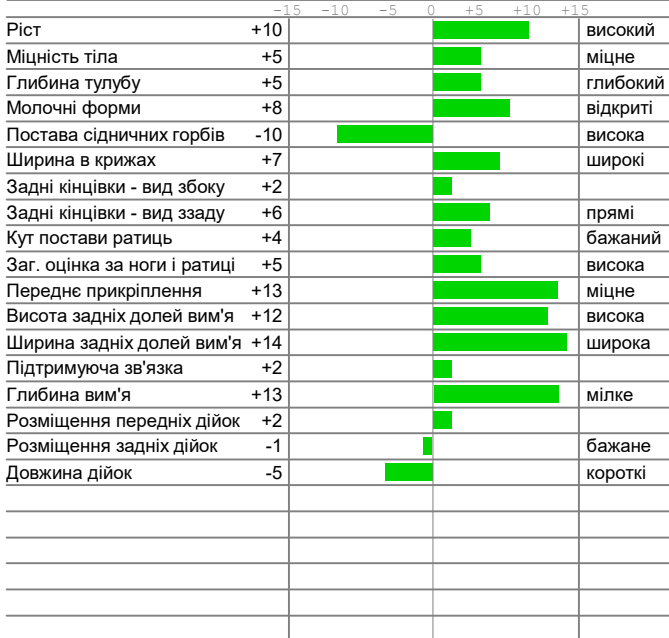 -15 -10 -5 0 +5 +10 +15
Ріст +10 високий
Міцність тіла +5 міцне
Глибина тулубу +5 глибокий
Молочні форми +8 відкриті
Постава сідничних горбів -10 висока
Ширина в крижах +7 широкі
Задні кінцівки - вид збоку +2
Задні кінцівки - вид ззаду +6 прямі
Кут постави ратиць +4 бажаний
Заг. оцінка за ноги і ратиці +5 висока
Переднє прикріплення +13 міцне
Висота задніх долей вим'я +12 висока
Ширина задніх долей вим'я +14 широка
Підтримуюча зв'язка +2
Глибина вим'я +13 мілке
Розміщення передніх дійок +2
Розміщення задніх дійок -1 бажане
Довжина дійок -5 короткі